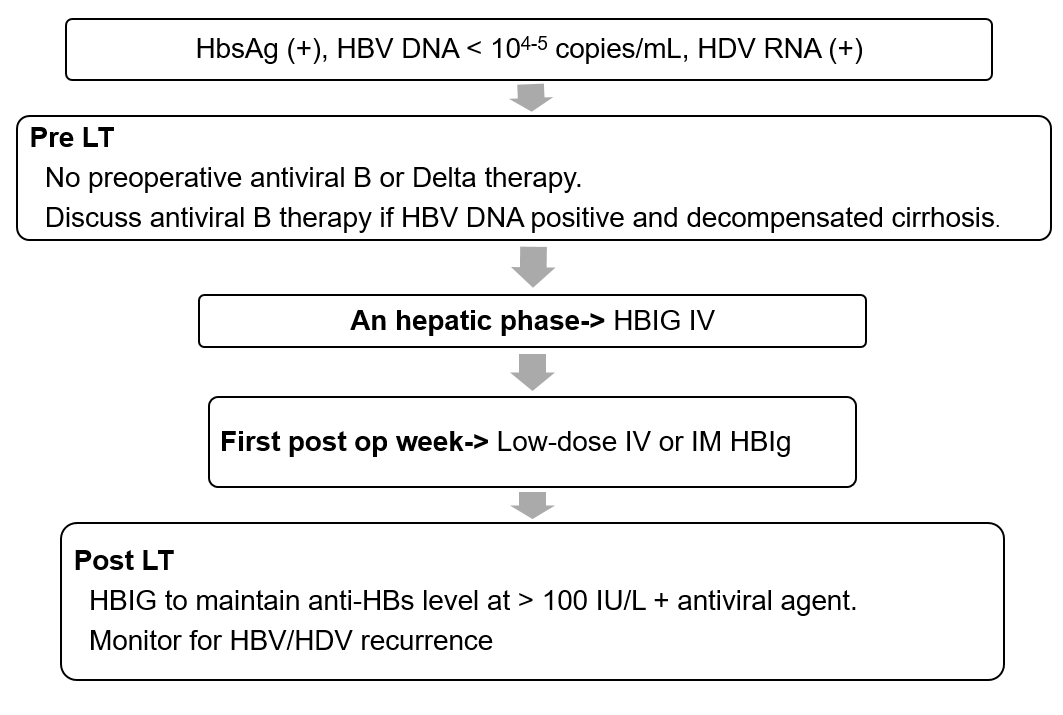 HbsAg (+), HBV DNA < 10⁴⁻⁵ copies/mL, HDV RNA (+)
Pre LT
No preoperative antiviral B or Delta therapy.
Discuss antiviral B therapy if HBV DNA positive and decompensated cirrhosis.
An hepatic phase-> HBIG IV
First post op week-> Low-dose IV or IM HBIg
Post LT
HBIG to maintain anti-HBs level at > 100 IU/L + antiviral agent.
Monitor for HBV/HDV recurrence